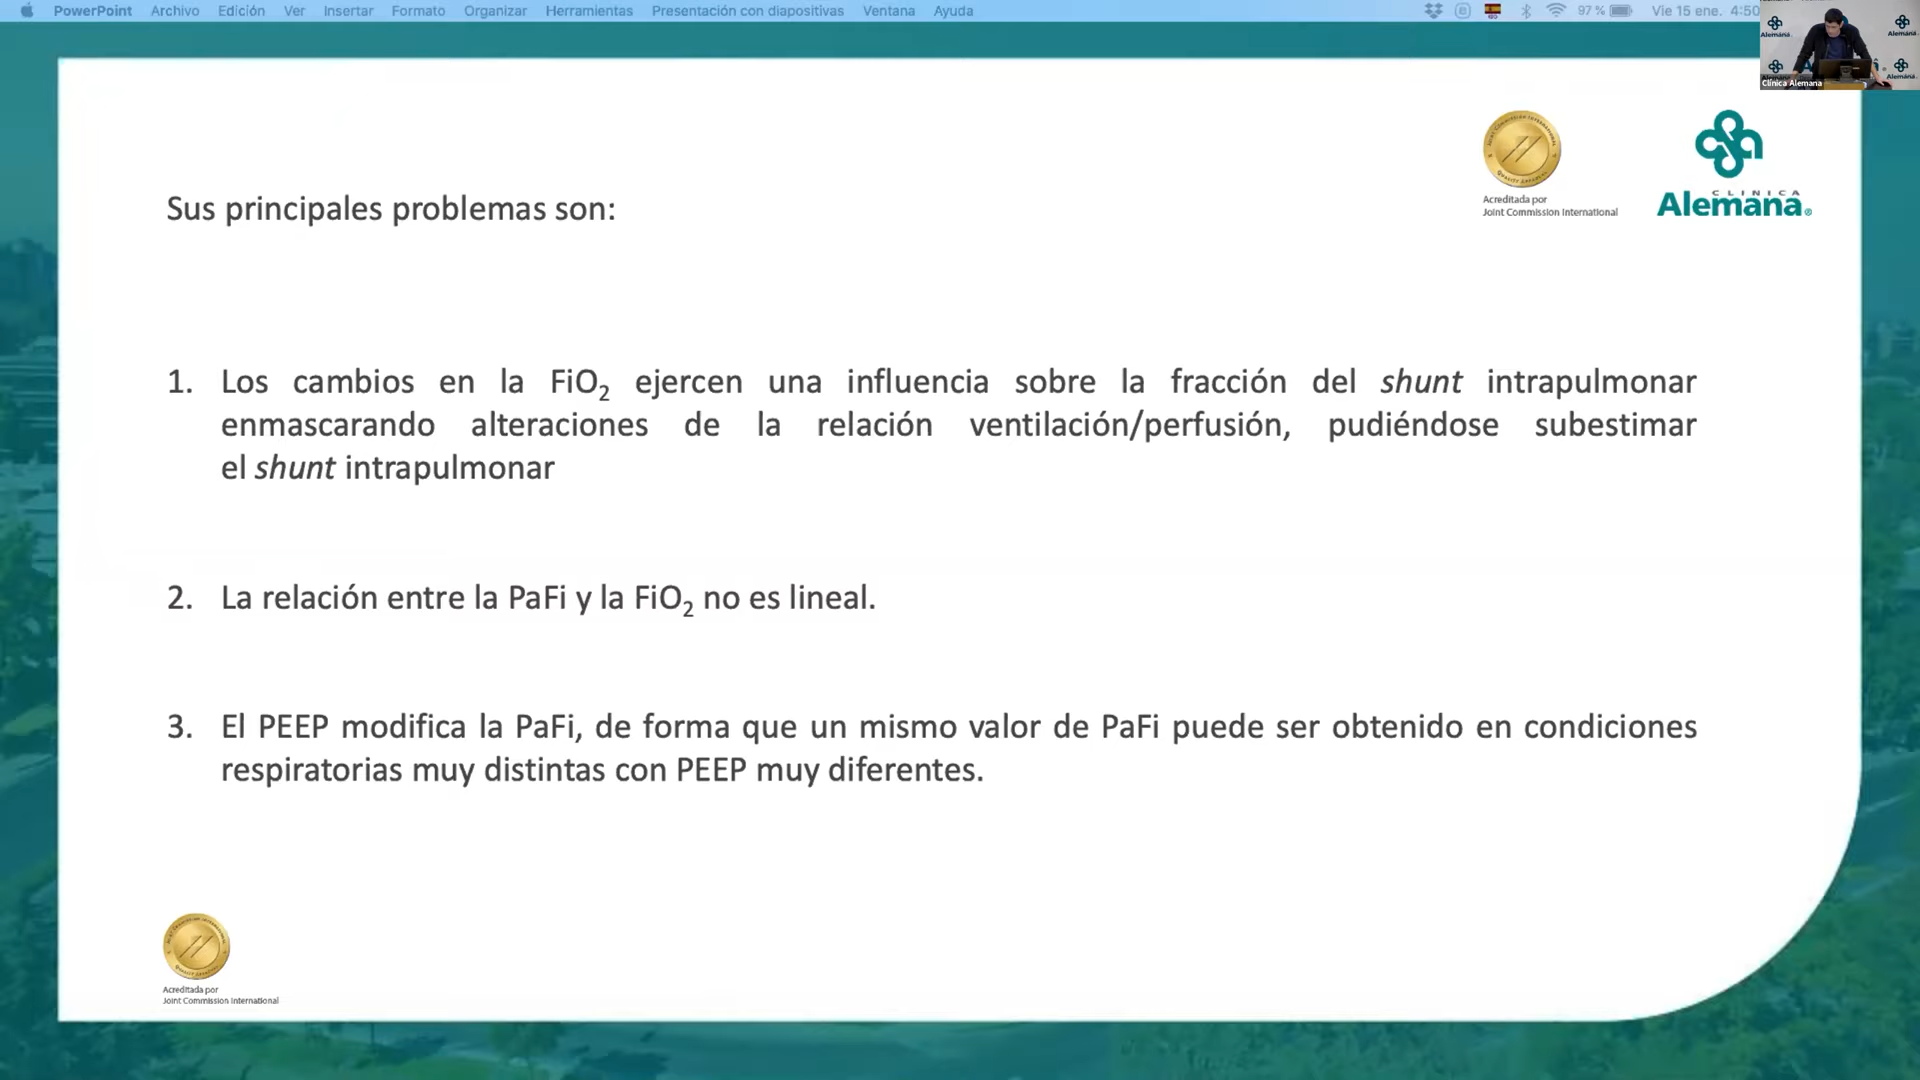 PowerPoint Archivo Edición Ver Insertar Formato Organizar Herramientas Presentación con diapositivas Ventana Ayuda 97 % Vie 15 ene. 4:50
Alemana
Alemana
Alemana
Clínica Alemana
Acreditada por
Joint Commission International
CLINICA
Alemana®
Sus principales problemas son:
1. Los cambios en la FiO2 ejercen una influencia sobre la fracción del shunt intrapulmonar
enmascarando alteraciones de la relación ventilación/perfusión, pudiéndose subestimar
el shunt intrapulmonar
2. La relación entre la PaFi y la FiO2 no es lineal.
3. El PEEP modifica la PaFi, de forma que un mismo valor de PaFi puede ser obtenido en condiciones
respiratorias muy distintas con PEEP muy diferentes.
Acreditada por
Joint Commission International